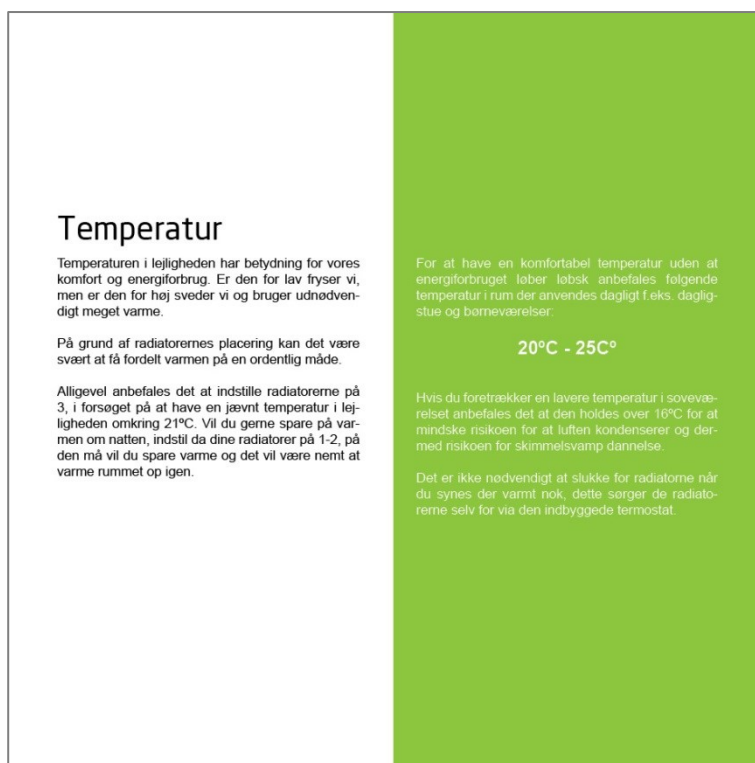 Temperatur
Temperaturen i lejligheden har betydning for vores
komfort og energiforbrug. Er den for lav fryser vi,
men er den for høj sveder vi og bruger udnødven-
digt meget varme.
På grund af radiatorernes placering kan det være
svært at få fordelt varmen på en ordentlig måde.
Alligevel anbefales det at indstille radiatorerne på
3, i forsøget på at have en jævnt temperatur i lej-
ligheden omkring 21ºC. Vil du gerne spare på var-
men om natten, indstil da dine radiatorer på 1-2, på
den må vil du spare varme og det vil være nemt at
varme rummet op igen.
For at have en komfortabel temperatur uden at
energiforbruget løber løbsk anbefales følgende
temperatur i rum der anvendes dagligt f.eks. daglig-
stue og børneværelser:
20ºC - 25Cº
Hvis du foretrækker en lavere temperatur i sovevæ-
relset anbefales det at den holdes over 16ºC for at
mindske risikoen for at luften kondenserer og der-
med risikoen for skimmelsvamp dannelse.
Det er ikke nødvendigt at slukke for radiatorne når
du synes der varmt nok, dette sørger de radiato-
rerne selv for via den indbyggede termostat.